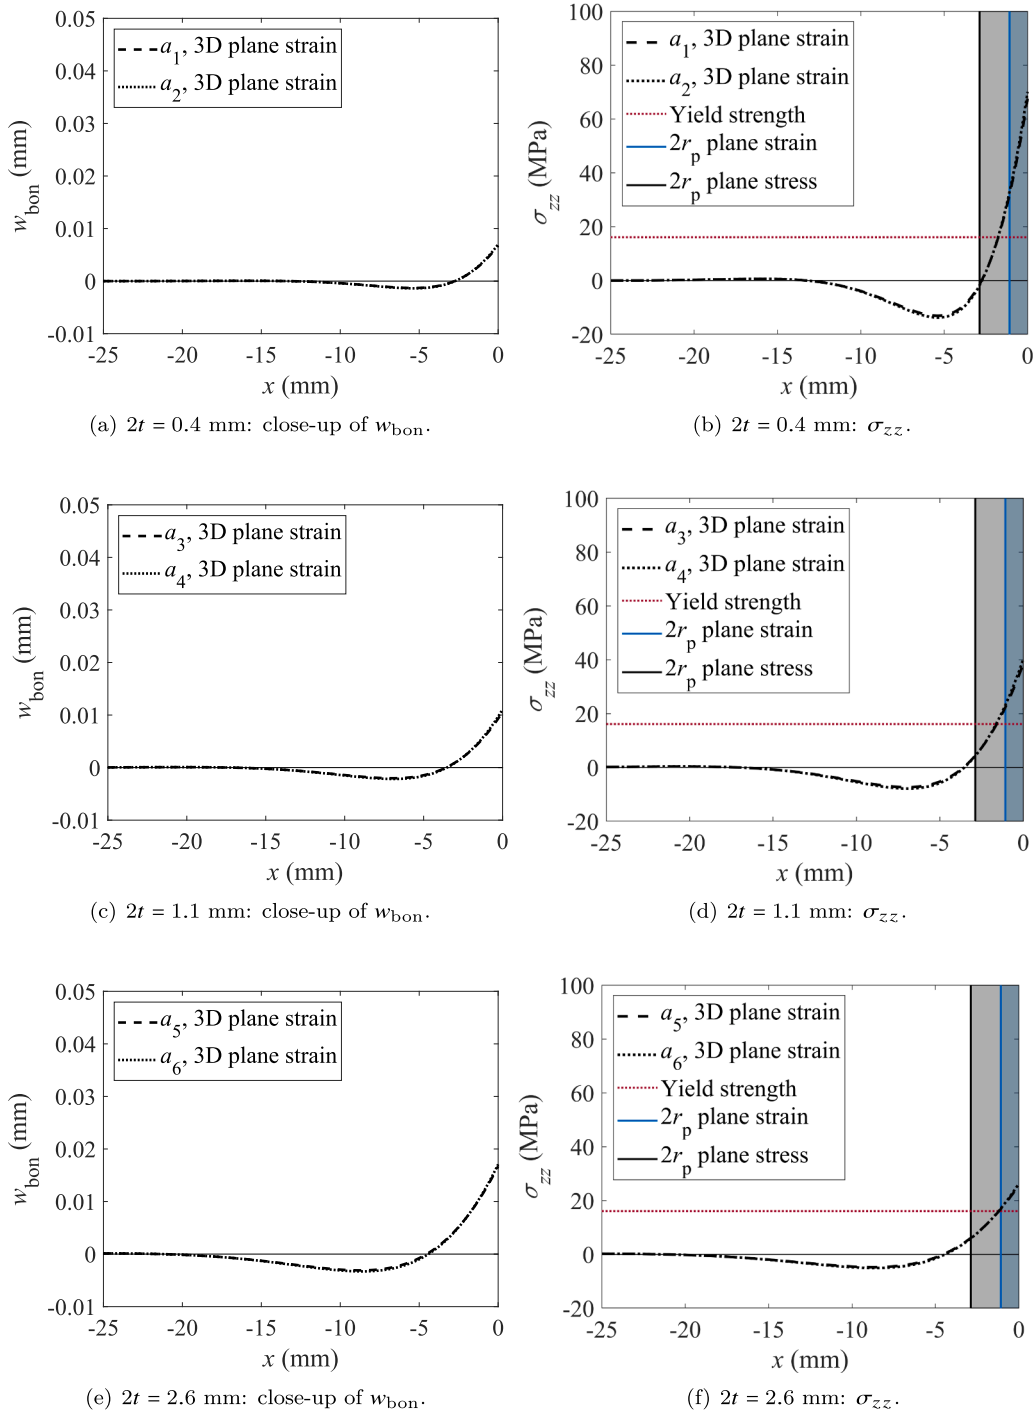 0.05
0.04
0.03
0.02
0.01
0
-0.01
w_bon (mm)
a_1, 3D plane strain
a_2, 3D plane strain
-25 -20 -15 -10 -5 0
x (mm)
(a) 2t = 0.4 mm: close-up of w_bon.
100
80
60
40
20
0
-20
σ_zz (MPa)
a_1, 3D plane strain
a_2, 3D plane strain
Yield strength
2r_p plane strain
2r_p plane stress
-25 -20 -15 -10 -5 0
x (mm)
(b) 2t = 0.4 mm: σ_zz.
0.05
0.04
0.03
0.02
0.01
0
-0.01
w_bon (mm)
a_3, 3D plane strain
a_4, 3D plane strain
-25 -20 -15 -10 -5 0
x (mm)
(c) 2t = 1.1 mm: close-up of w_bon.
100
80
60
40
20
0
-20
σ_zz (MPa)
a_3, 3D plane strain
a_4, 3D plane strain
Yield strength
2r_p plane strain
2r_p plane stress
-25 -20 -15 -10 -5 0
x (mm)
(d) 2t = 1.1 mm: σ_zz.
0.05
0.04
0.03
0.02
0.01
0
-0.01
w_bon (mm)
a_5, 3D plane strain
a_6, 3D plane strain
-25 -20 -15 -10 -5 0
x (mm)
(e) 2t = 2.6 mm: close-up of w_bon.
100
80
60
40
20
0
-20
σ_zz (MPa)
a_5, 3D plane strain
a_6, 3D plane strain
Yield strength
2r_p plane strain
2r_p plane stress
-25 -20 -15 -10 -5 0
x (mm)
(f) 2t = 2.6 mm: σ_zz.